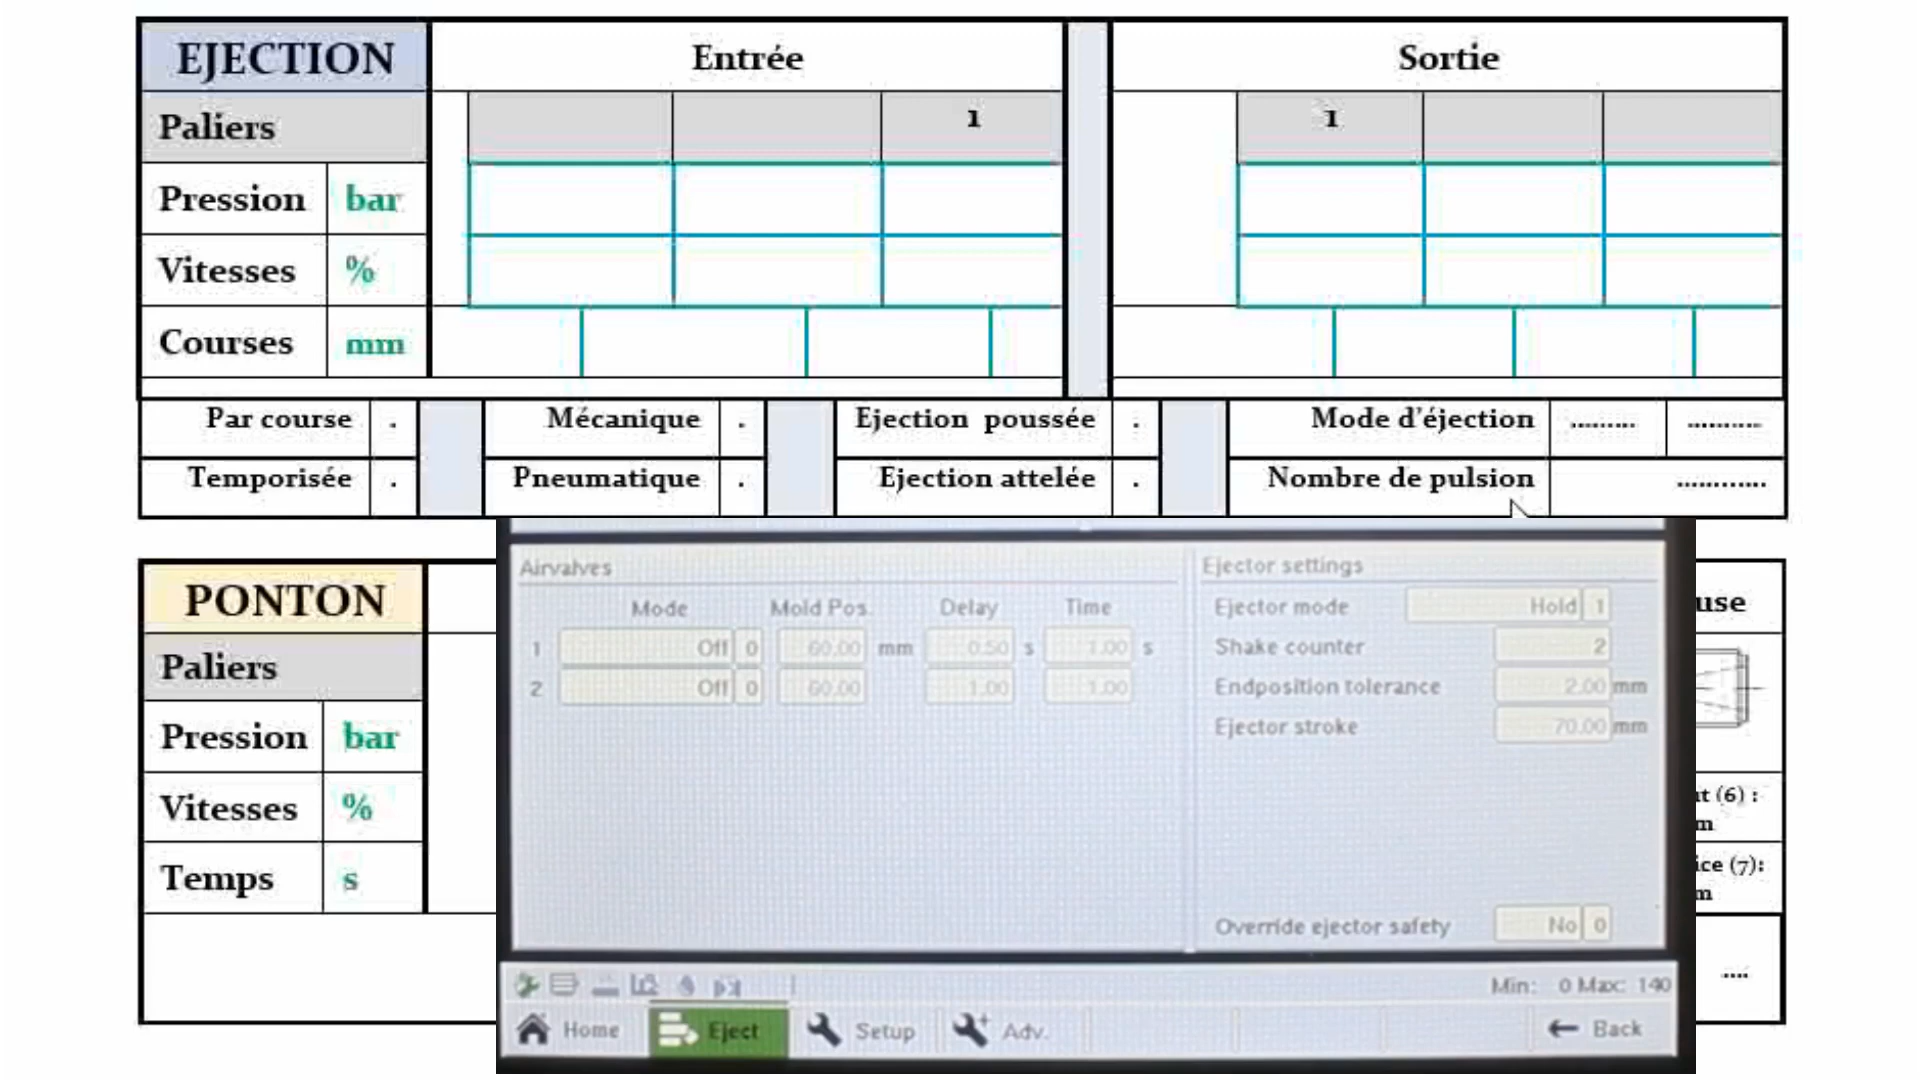 EJECTION Entrée Sortie
Paliers 1 1
Pression bar
Vitesses %
Courses mm
Par course . Mécanique . Ejection poussée . Mode d'éjection ......... ..........
Temporisée . Pneumatique . Ejection attelée . Nombre de pulsion ............
PONTON
Paliers
Pression bar
Vitesses %
Temps s
Airvalves
Mode Mold Pos. Delay Time
1 Off 0 60.00 mm 0.50 s 1.00 s
2 Off 0 60.00 1.00 1.00
Ejector settings
Ejector mode Hold 1
Shake counter 2
Endposition tolerance 2.00 mm
Ejector stroke 70.00 mm
Override ejector safety No 0
Min: 0 Max: 140
Home Eject Setup Adv. Back
use
t (6) :
m
ice (7):
m
....